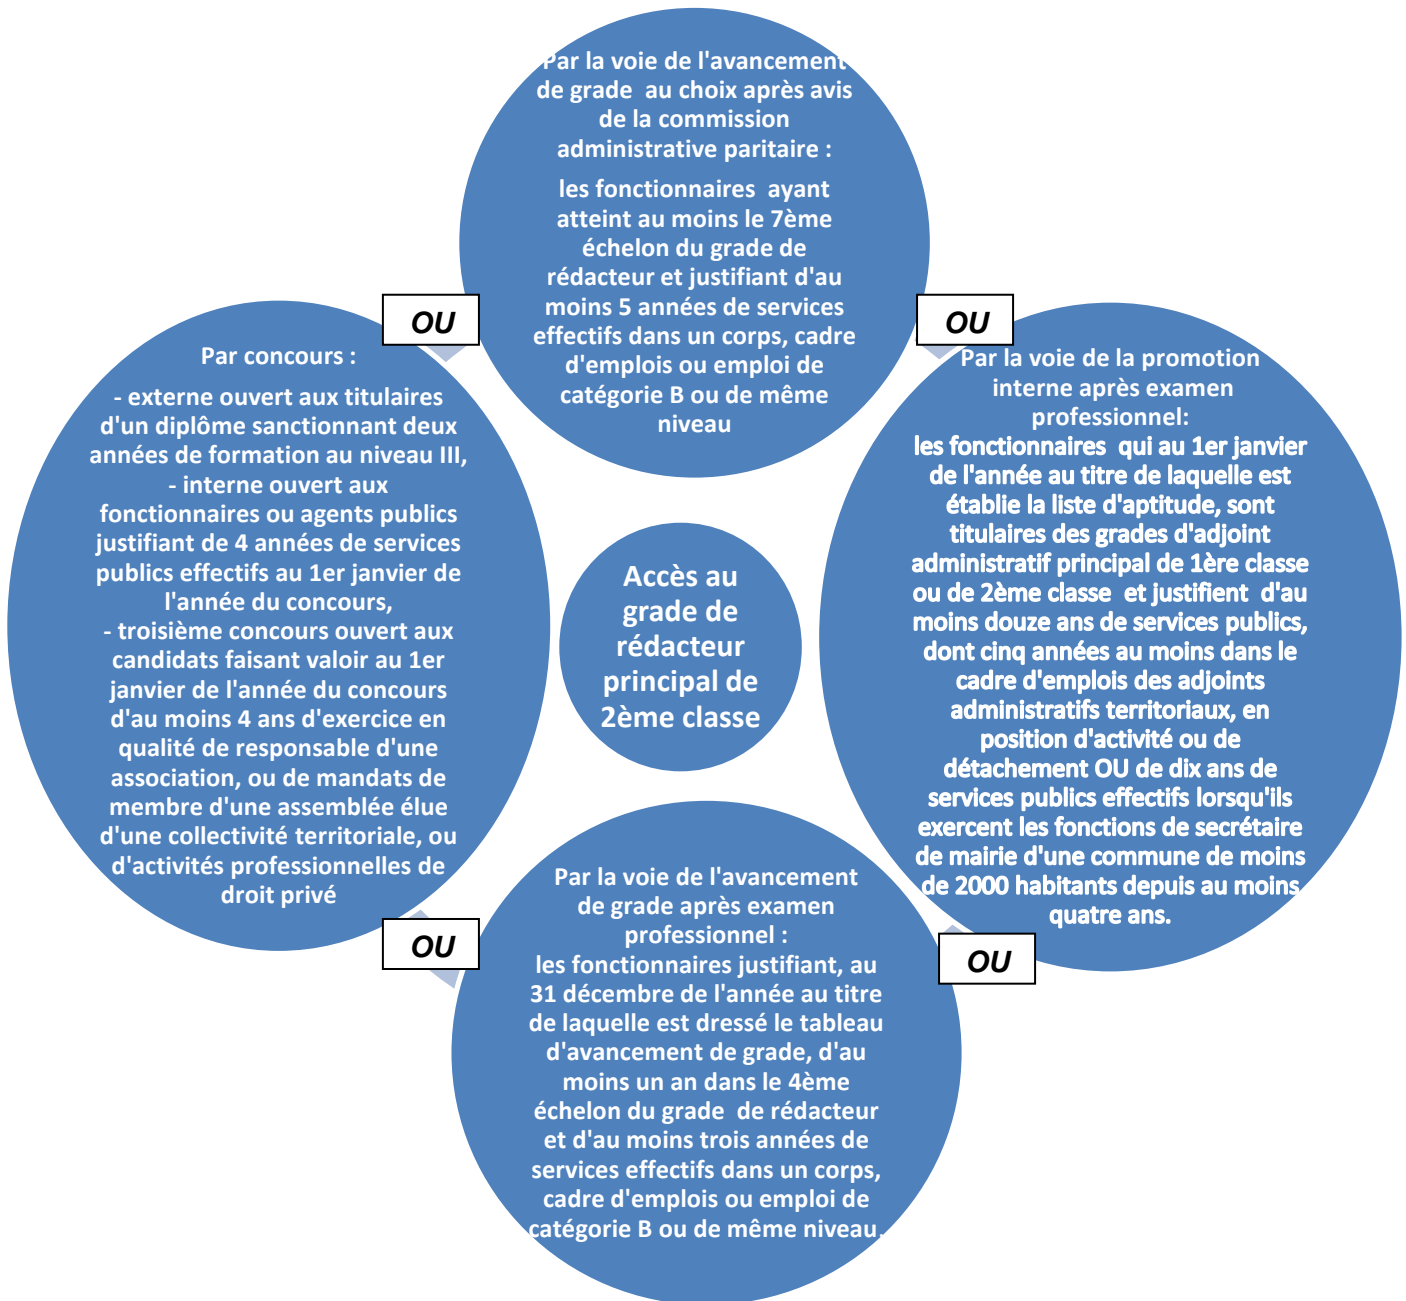 Par la voie de l'avancement
de grade  au choix après avis
de la commission
administrative paritaire :
les fonctionnaires  ayant
atteint au moins le 7ème
échelon du grade de
rédacteur et justifiant d'au
moins 5 années de services
effectifs dans un corps, cadre
d'emplois ou emploi de
catégorie B ou de même
niveau
OU
OU
Par concours :
- externe ouvert aux titulaires
d'un diplôme sanctionnant deux
années de formation au niveau III,
- interne ouvert aux
fonctionnaires ou agents publics
justifiant de 4 années de services
publics effectifs au 1er janvier de
l'année du concours,
- troisième concours ouvert aux
candidats faisant valoir au 1er
janvier de l'année du concours
d'au moins 4 ans d'exercice en
qualité de responsable d'une
association, ou de mandats de
membre d'une assemblée élue
d'une collectivité territoriale, ou
d'activités professionnelles de
droit privé
Accès au
grade de
rédacteur
principal de
2ème classe
Par la voie de la promotion
interne après examen
professionnel:
les fonctionnaires  qui au 1er janvier
de l'année au titre de laquelle est
établie la liste d'aptitude, sont
titulaires des grades d'adjoint
administratif principal de 1ère classe
ou de 2ème classe  et justifient  d'au
moins douze ans de services publics,
dont cinq années au moins dans le
cadre d'emplois des adjoints
administratifs territoriaux, en
position d'activité ou de
détachement OU de dix ans de
services publics effectifs lorsqu'ils
exercent les fonctions de secrétaire
de mairie d'une commune de moins
de 2000 habitants depuis au moins
quatre ans.
OU
OU
Par la voie de l'avancement
de grade après examen
professionnel :
les fonctionnaires justifiant, au
31 décembre de l'année au titre
de laquelle est dressé le tableau
d'avancement de grade, d'au
moins un an dans le 4ème
échelon du grade  de rédacteur
et d'au moins trois années de
services effectifs dans un corps,
cadre d'emplois ou emploi de
catégorie B ou de même niveau.